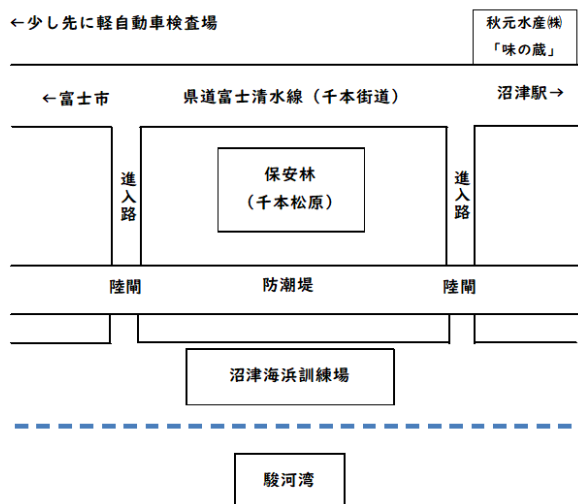 ←少し先に軽自動車検査場
秋元水産㈱
「味の蔵」
←富士市
県道富士清水線（千本街道）
沼津駅→
進入路
保安林
（千本松原）
進入路
陸閘
防潮堤
陸閘
沼津海浜訓練場
駿河湾